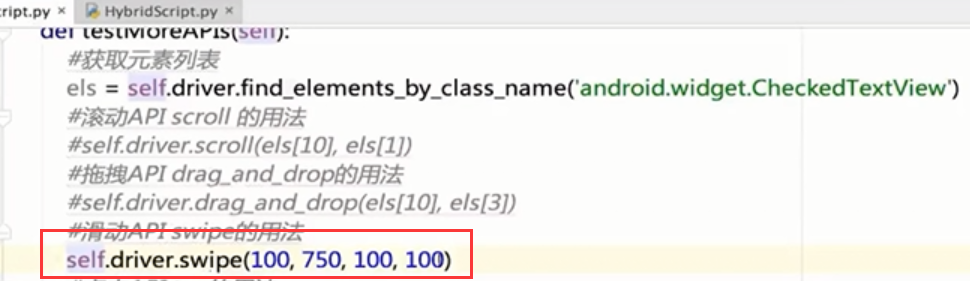 ript.py × HybridScript.py ×
def testMoreAPIs(self):
#获取元素列表
els = self.driver.find_elements_by_class_name('android.widget.CheckedTextView')
#滚动API scroll 的用法
#self.driver.scroll(els[10], els[1])
#拖拽API drag_and_drop的用法
#self.driver.drag_and_drop(els[10], els[3])
#滑动API swipe的用法
self.driver.swipe(100, 750, 100, 100)